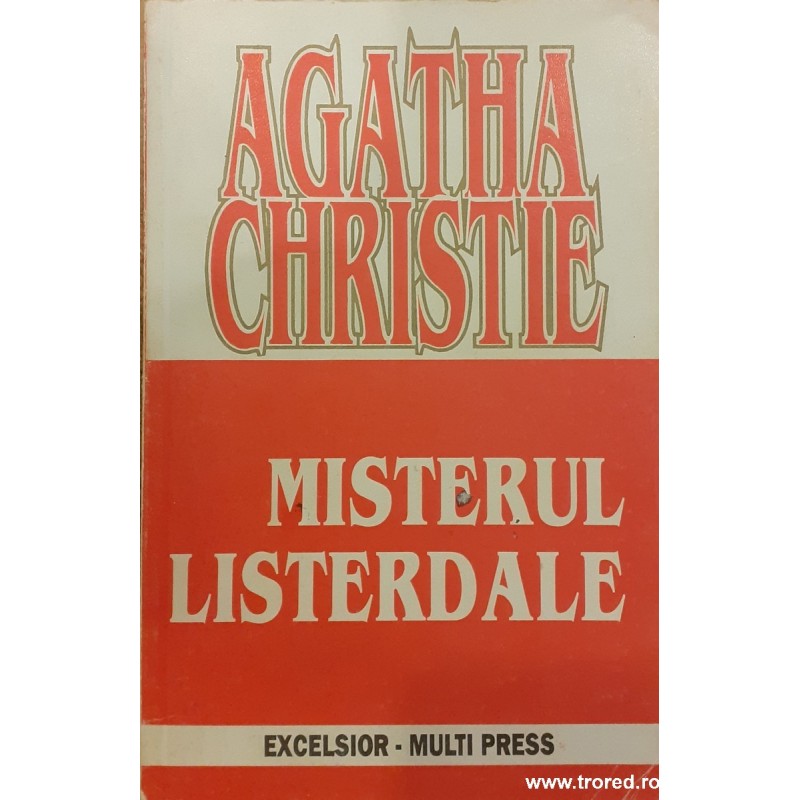 AGATHA
CHRISTIE
MISTERUL
LISTERDALE
EXCELSIOR - MULTI PRESS
www.trored.ro